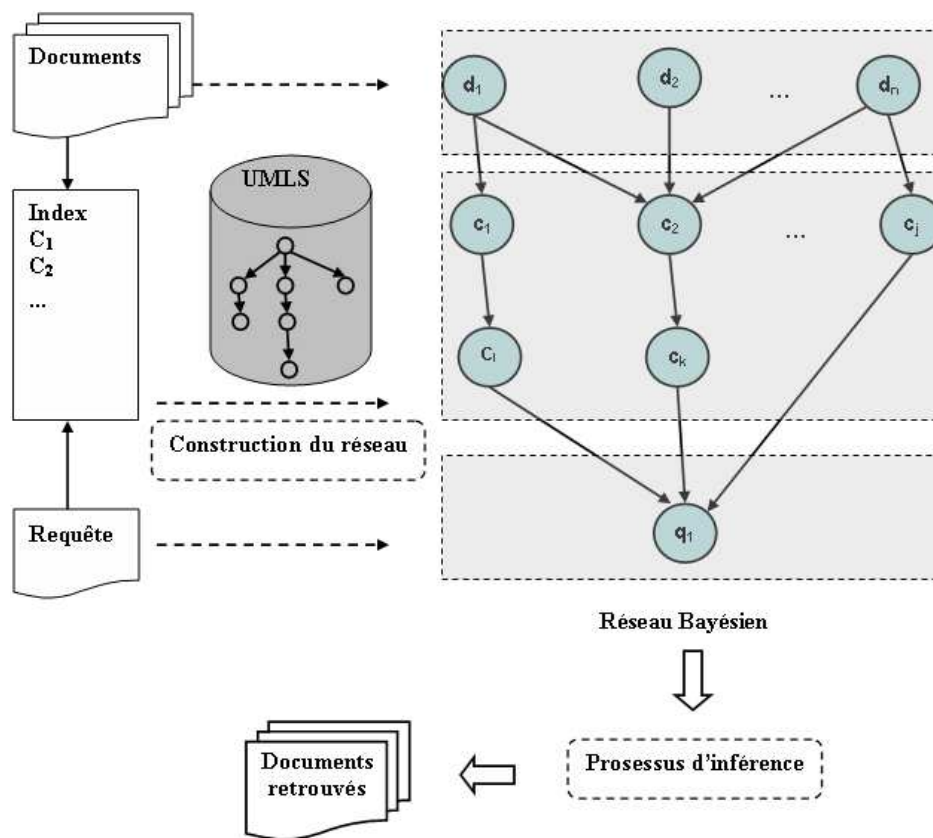 Documents
d1
d2
...
dn
UMLS
Index
C1
C2
...
c1
c2
...
cj
Ci
ck
Construction du réseau
Requête
q1
Réseau Bayésien
Prosessus d'inférence
Documents
retrouvés